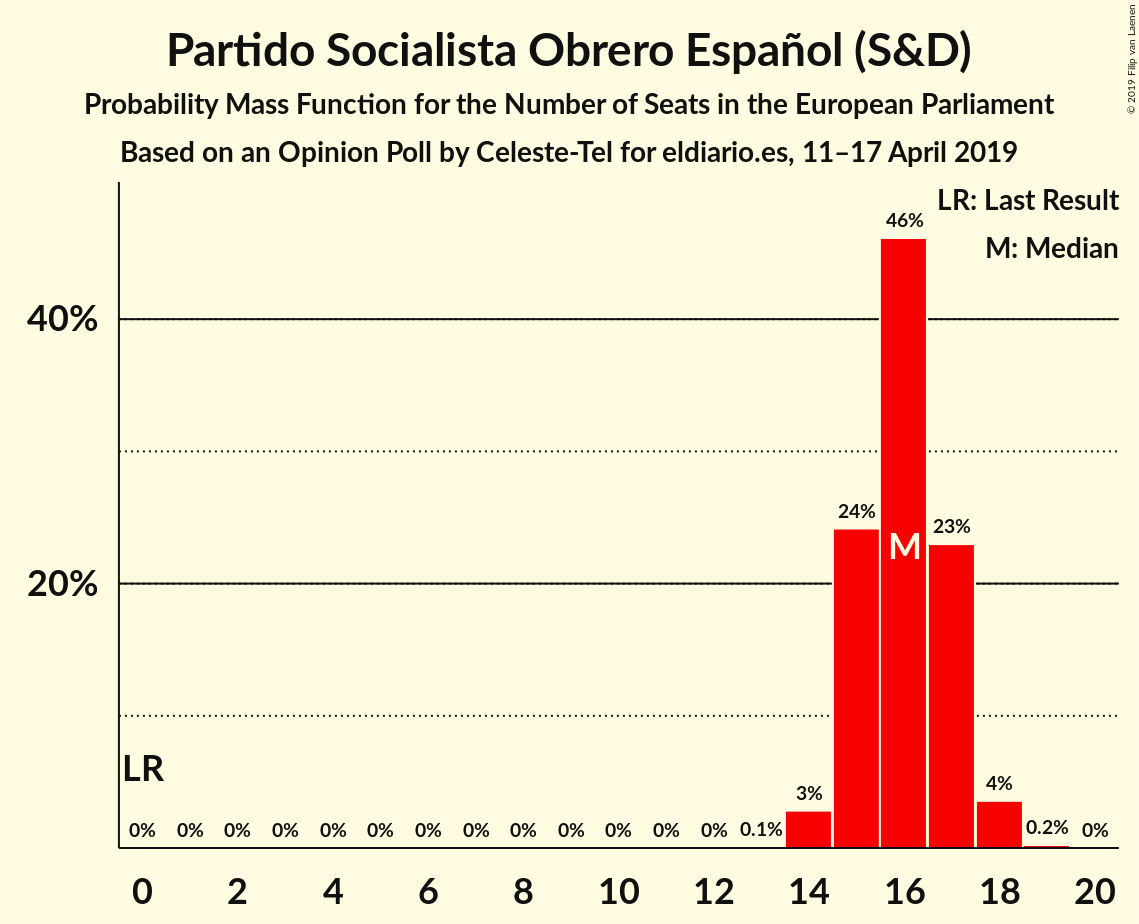 Partido Socialista Obrero Español (S&D)
Probability Mass Function for the Number of Seats in the European Parliament
Based on an Opinion Poll by Celeste-Tel for eldiario.es, 11–17 April 2019
© 2019 Filip van Laenen
LR: Last Result
M: Median
40%
20%
46%
24%
23%
M
LR
0% 0% 0% 0% 0% 0% 0% 0% 0% 0% 0% 0% 0% 0.1% 3% 4% 0.2% 0%
0 2 4 6 8 10 12 14 16 18 20